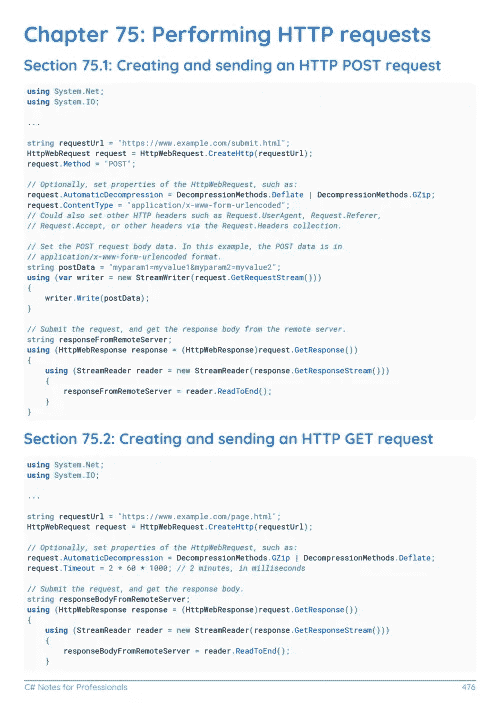 Chapter 75: Performing HTTP requests
Section 75.1: Creating and sending an HTTP POST request
using System.Net;
using System.IO;
...
string requestUrl = "https://www.example.com/submit.html";
HttpWebRequest request = HttpWebRequest.CreateHttp(requestUrl);
request.Method = "POST";
// Optionally, set properties of the HttpWebRequest, such as:
request.AutomaticDecompression = DecompressionMethods.Deflate | DecompressionMethods.GZip;
request.ContentType = "application/x-www-form-urlencoded";
// Could also set other HTTP headers such as Request.UserAgent, Request.Referer,
// Request.Accept, or other headers via the Request.Headers collection.
// Set the POST request body data. In this example, the POST data is in
// application/x-www-form-urlencoded format.
string postData = "myparam1=myvalue1&myparam2=myvalue2";
using (var writer = new StreamWriter(request.GetRequestStream()))
{
    writer.Write(postData);
}
// Submit the request, and get the response body from the remote server.
string responseFromRemoteServer;
using (HttpWebResponse response = (HttpWebResponse)request.GetResponse())
{
    using (StreamReader reader = new StreamReader(response.GetResponseStream()))
    {
        responseFromRemoteServer = reader.ReadToEnd();
    }
}
Section 75.2: Creating and sending an HTTP GET request
using System.Net;
using System.IO;
...
string requestUrl = "https://www.example.com/page.html";
HttpWebRequest request = HttpWebRequest.CreateHttp(requestUrl);
// Optionally, set properties of the HttpWebRequest, such as:
request.AutomaticDecompression = DecompressionMethods.GZip | DecompressionMethods.Deflate;
request.Timeout = 2 * 60 * 1000; // 2 minutes, in milliseconds
// Submit the request, and get the response body.
string responseBodyFromRemoteServer;
using (HttpWebResponse response = (HttpWebResponse)request.GetResponse())
{
    using (StreamReader reader = new StreamReader(response.GetResponseStream()))
    {
        responseBodyFromRemoteServer = reader.ReadToEnd();
    }
C# Notes for Professionals 476